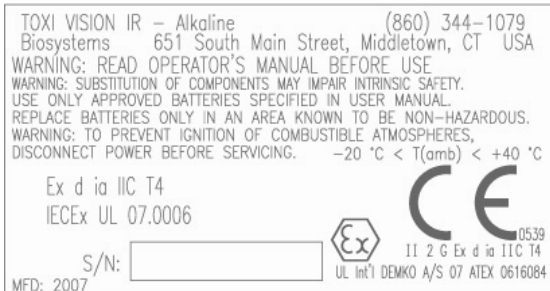 TOXI VISION IR – Alkaline (860) 344-1079
Biosystems 651 South Main Street, Middletown, CT USA
WARNING: READ OPERATOR'S MANUAL BEFORE USE
WARNING: SUBSTITUTION OF COMPONENTS MAY IMPAIR INTRINSIC SAFETY.
USE ONLY APPROVED BATTERIES SPECIFIED IN USER MANUAL.
REPLACE BATTERIES ONLY IN AN AREA KNOWN TO BE NON-HAZARDOUS.
WARNING: TO PREVENT IGNITION OF COMBUSTIBLE ATMOSPHERES,
DISCONNECT POWER BEFORE SERVICING. -20 °C < T(amb) < +40 °C
Ex d ia IIC T4
IECEx UL 07.0006
CE 0539
Ex II 2 G Ex d ia IIC T4
S/N:
UL Int'l DEMKO A/S 07 ATEX 0616084
MFD: 2007